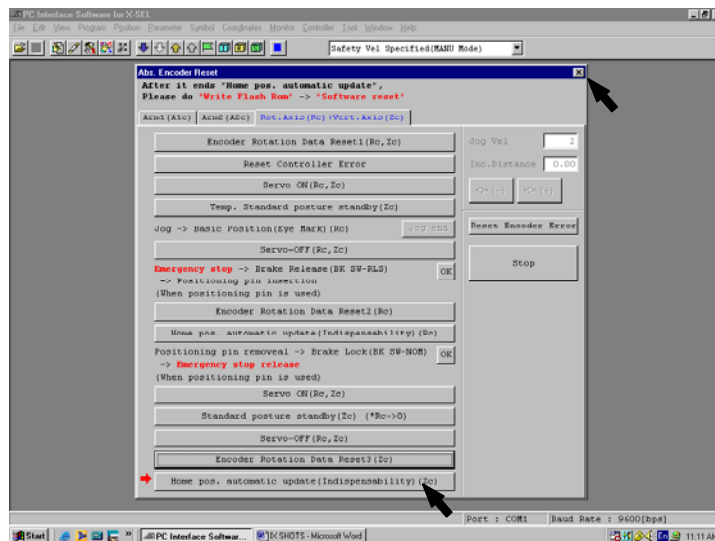 PC Interface Software for X-SEL
File Edit View Program Position Parameter Symbol Coordinates Monitor Controller Tool Window Help
Safety Vel Specified(MANU Mode)
Abs. Encoder Reset
After it ends "Home pos. automatic update",
Please do "Write Flash Rom" -> "Software reset"
Arm1(A1c) Arm2(A2c) Rot.Axis(Rc)+Vert.Axis(Zc)
Encoder Rotation Data Reset1(Rc,Zc)
Reset Controller Error
Servo ON(Rc,Zc)
Temp. Standard posture standby(Zc)
Jog -> Basic Position(Eye Mark)(Rc) Jog end
Servo-OFF(Rc,Zc)
Emergency stop -> Brake Release(BK SW-RLS) OK
-> Positioning pin insertion
(When positioning pin is used)
Encoder Rotation Data Reset2(Rc)
Home pos. automatic update(Indispensability)(Rc)
Positioning pin removeal -> Brake Lock(BK SW-NOM) OK
-> Emergency stop release
(When positioning pin is used)
Servo ON(Rc,Zc)
Standard posture standby(Zc) (*Rc->0)
Servo-OFF(Rc,Zc)
Encoder Rotation Data Reset3(Zc)
Home pos. automatic update(Indispensability)(Zc)
Jog Vel 2
Inc.Distance 0.00
(-) (+)
Reset Encoder Error
Stop
Port : COM1 Baud Rate : 9600[bps]
Start PC Interface Softwar... IX SHOTS - Microsoft Word En 11:11 AM